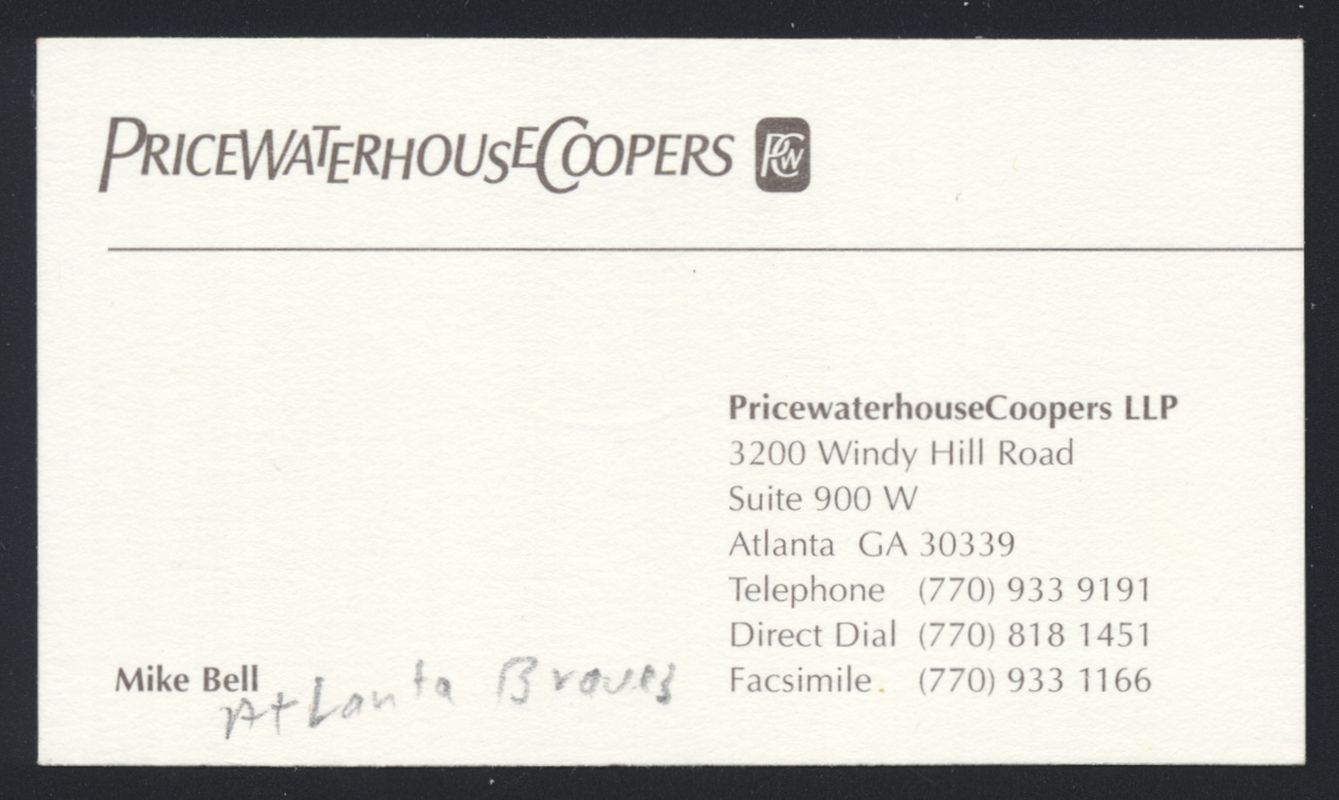 PRICEWATERHOUSECOOPERS PWC
PricewaterhouseCoopers LLP
3200 Windy Hill Road
Suite 900 W
Atlanta GA 30339
Telephone (770) 933 9191
Direct Dial (770) 818 1451
Facsimile (770) 933 1166
Mike Bell
Atlanta Braves